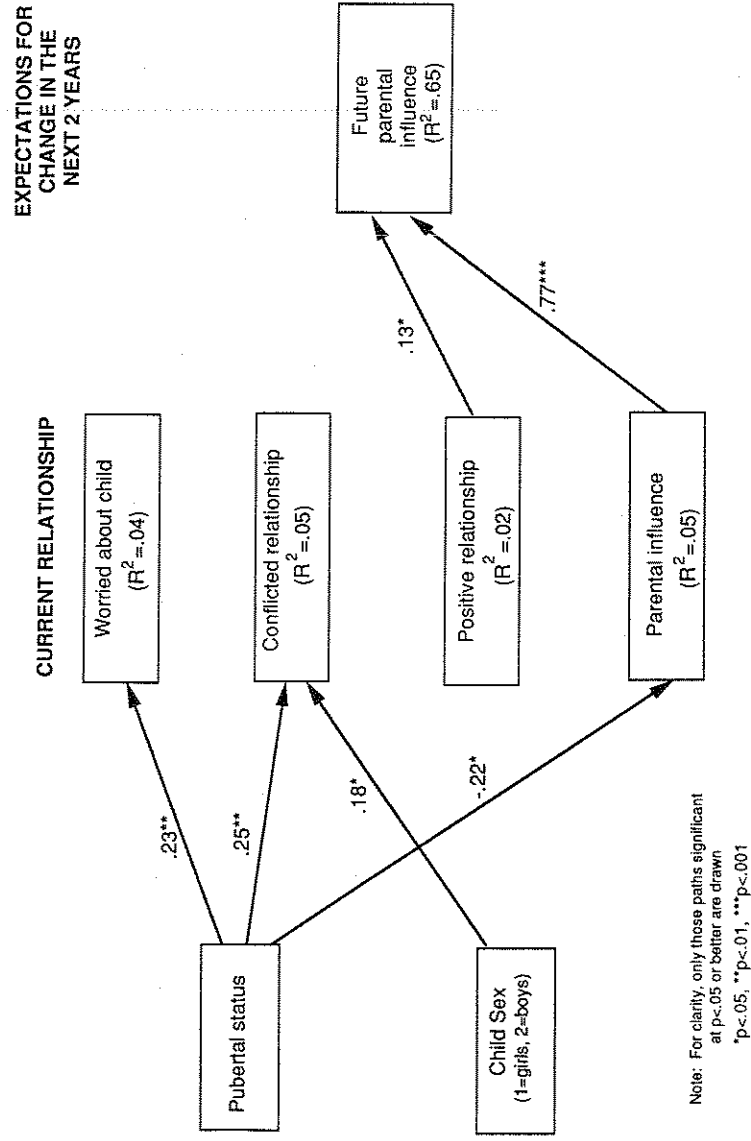 EXPECTATIONS FOR
CHANGE IN THE
NEXT 2 YEARS
CURRENT RELATIONSHIP
Pubertal status
Child Sex
(1=girls, 2=boys)
.23**
.25**
.18*
-.22*
Worried about child
(R²=.04)
Conflicted relationship
(R²=.05)
Positive relationship
(R²=.02)
Parental influence
(R²=.05)
.13*
.77***
Future
parental
influence
(R²=.65)
Note: For clarity, only those paths significant
at p<.05 or better are drawn
*p<.05, **p<.01, ***p<.001